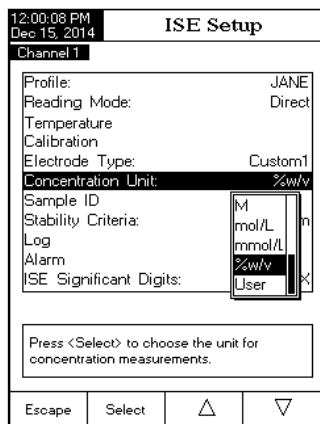 12:00:08 PM
Dec 15, 2014
ISE Setup
Channel 1
Profile: JANE
Reading Mode: Direct
Temperature
Calibration
Electrode Type: Custom1
Concentration Unit: %w/v
Sample ID
Stability Criteria:
Log
Alarm
ISE Significant Digits:
M
mol/L
mmol/L
%w/v
User
Press <Select> to choose the unit for
concentration measurements.
Escape Select △ ▽